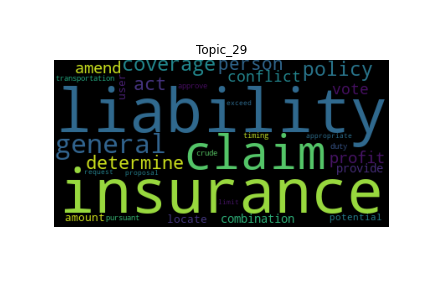 Topic_29
amend coverage person policy
transportation user act approve conflict vote
liability
exceed
general claim timing appropriate
determine crude duty profit
request proposal provide
insurance
limit
amount pursuant locate combination potential